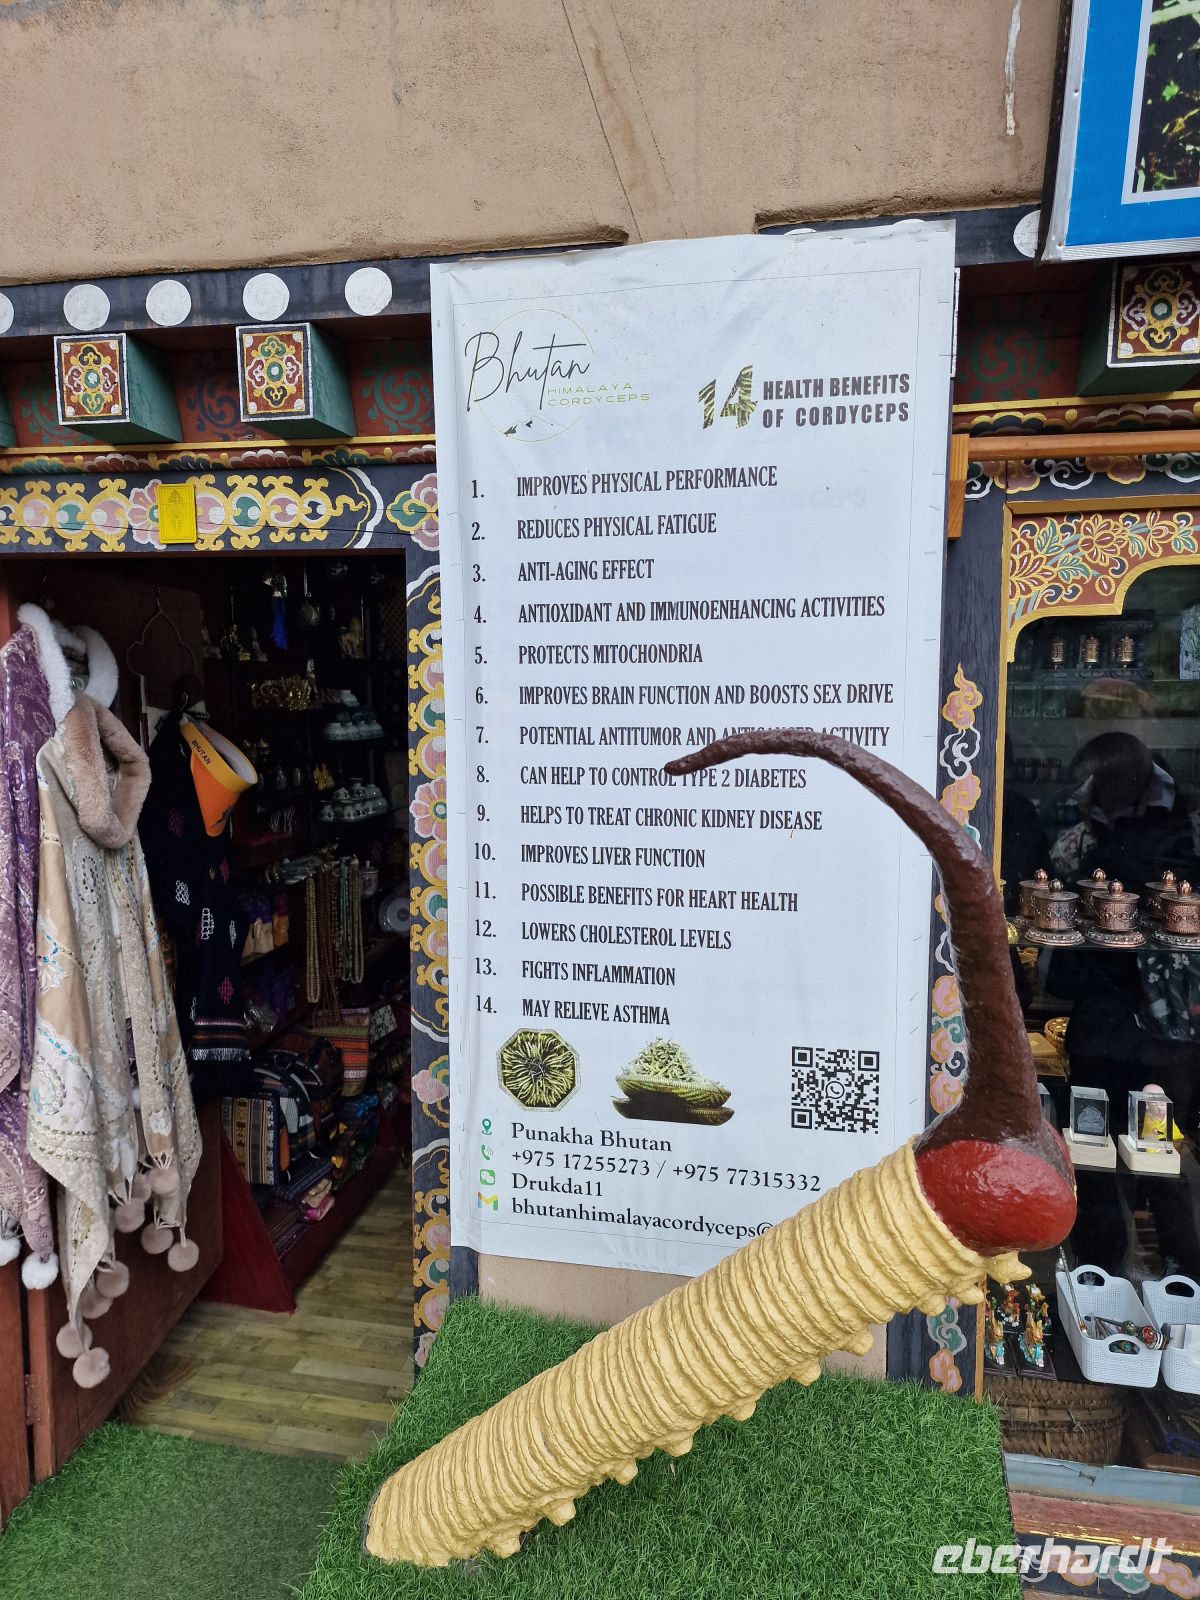 Bhutan
HIMALAYA
CORDYCEPS
14 HEALTH BENEFITS
OF CORDYCEPS
1. IMPROVES PHYSICAL PERFORMANCE
2. REDUCES PHYSICAL FATIGUE
3. ANTI-AGING EFFECT
4. ANTIOXIDANT AND IMMUNOENHANCING ACTIVITIES
5. PROTECTS MITOCHONDRIA
6. IMPROVES BRAIN FUNCTION AND BOOSTS SEX DRIVE
7. POTENTIAL ANTITUMOR AND ANTICANCER ACTIVITY
8. CAN HELP TO CONTROL TYPE 2 DIABETES
9. HELPS TO TREAT CHRONIC KIDNEY DISEASE
10. IMPROVES LIVER FUNCTION
11. POSSIBLE BENEFITS FOR HEART HEALTH
12. LOWERS CHOLESTEROL LEVELS
13. FIGHTS INFLAMMATION
14. MAY RELIEVE ASTHMA
Punakha Bhutan
+975 17255273 / +975 77315332
Drukda11
bhutanhimalayacordyceps@
BHUTAN
eberhardt